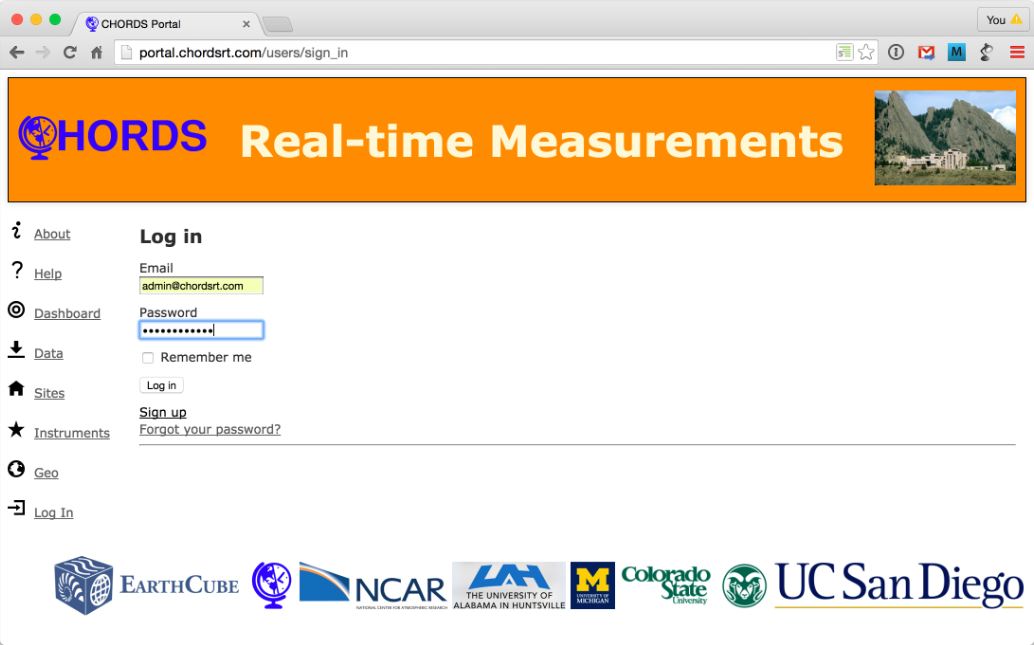 CHORDS Portal
You
portal.chordsrt.com/users/sign_in
M
CHORDS
Real-time Measurements
About
Help
Dashboard
Data
Sites
Instruments
Geo
Log In
Log in
Email
admin@chordsrt.com
Password
••••••••••••
Remember me
Log in
Sign up
Forgot your password?
EARTHCUBE
NCAR
NATIONAL CENTER FOR ATMOSPHERIC RESEARCH
UAH
THE UNIVERSITY OF
ALABAMA IN HUNTSVILLE
M
UNIVERSITY OF
MICHIGAN
Colorado
State
University
UC San Diego